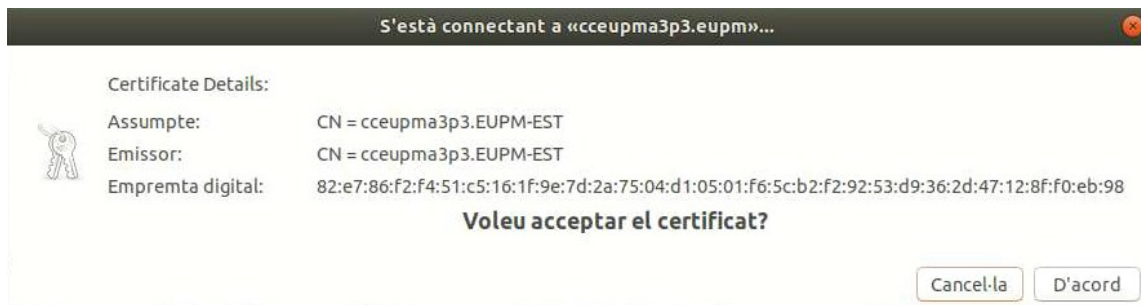 S'està connectant a «cceupma3p3.eupm»...
Certificate Details:
Assumpte: CN = cceupma3p3.EUPM-EST
Emissor: CN = cceupma3p3.EUPM-EST
Empremta digital: 82:e7:86:f2:f4:51:c5:16:1f:9e:7d:2a:75:04:d1:05:01:f6:5c:b2:f2:92:53:d9:36:2d:47:12:8f:f0:eb:98
Voleu acceptar el certificat?
Cancel·la D'acord